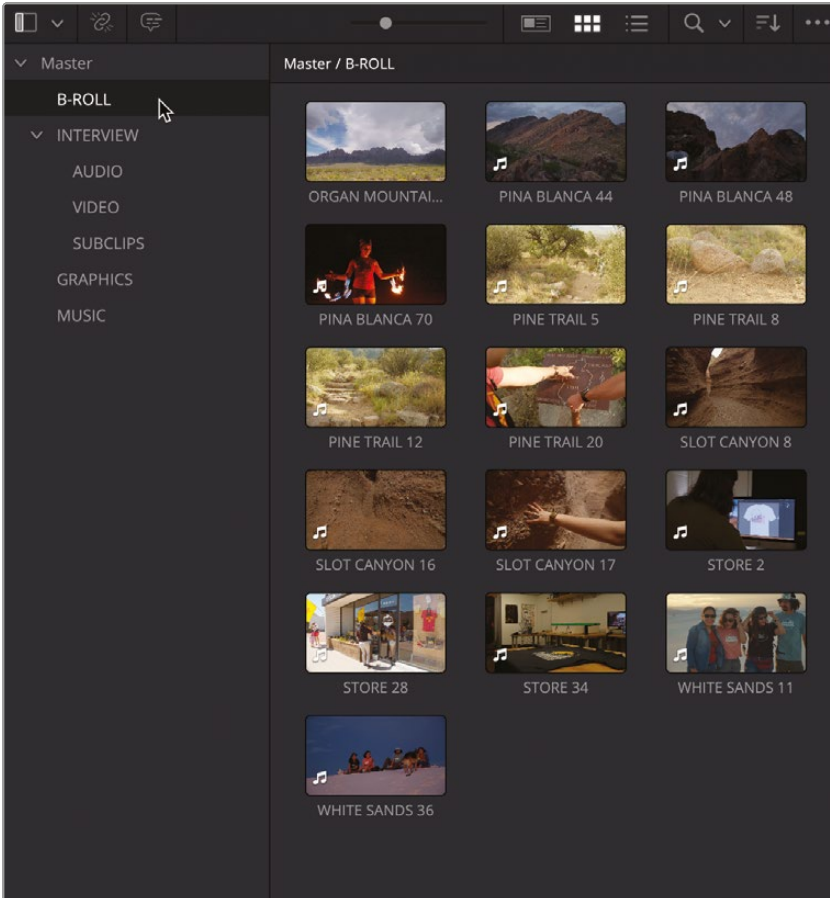 Master
Master / B-ROLL
B-ROLL
INTERVIEW
AUDIO
VIDEO
SUBCLIPS
GRAPHICS
MUSIC
ORGAN MOUNTAI...
PINA BLANCA 44
PINA BLANCA 48
PINA BLANCA 70
PINE TRAIL 5
PINE TRAIL 8
PINE TRAIL 12
PINE TRAIL 20
SLOT CANYON 8
SLOT CANYON 16
SLOT CANYON 17
STORE 2
STORE 28
STORE 34
WHITE SANDS 11
WHITE SANDS 36